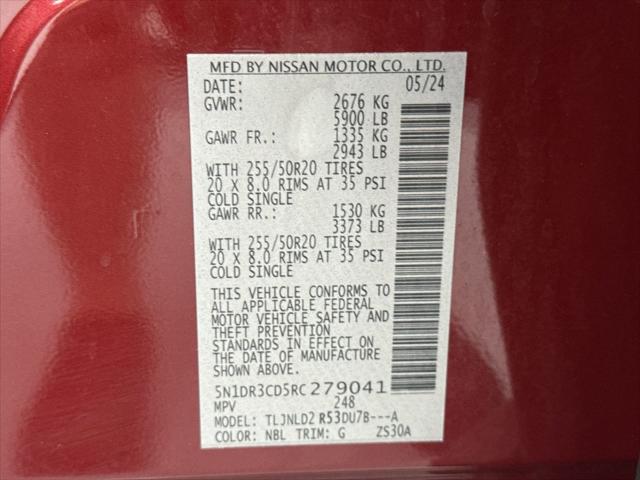 MFD BY NISSAN MOTOR CO., LTD.
DATE: 05/24
GVWR: 2676 KG
5900 LB
GAWR FR.: 1335 KG
2943 LB
WITH 255/50R20 TIRES
20 X 8.0 RIMS AT 35 PSI
COLD SINGLE
GAWR RR.: 1530 KG
3373 LB
WITH 255/50R20 TIRES
20 X 8.0 RIMS AT 35 PSI
COLD SINGLE
THIS VEHICLE CONFORMS TO
ALL APPLICABLE FEDERAL
MOTOR VEHICLE SAFETY AND
THEFT PREVENTION
STANDARDS IN EFFECT ON
THE DATE OF MANUFACTURE
SHOWN ABOVE.
5N1DR3CD5RC279041
MPV 248
MODEL: TLJNLD2 R53DU7B---A
COLOR: NBL TRIM: G ZS30A